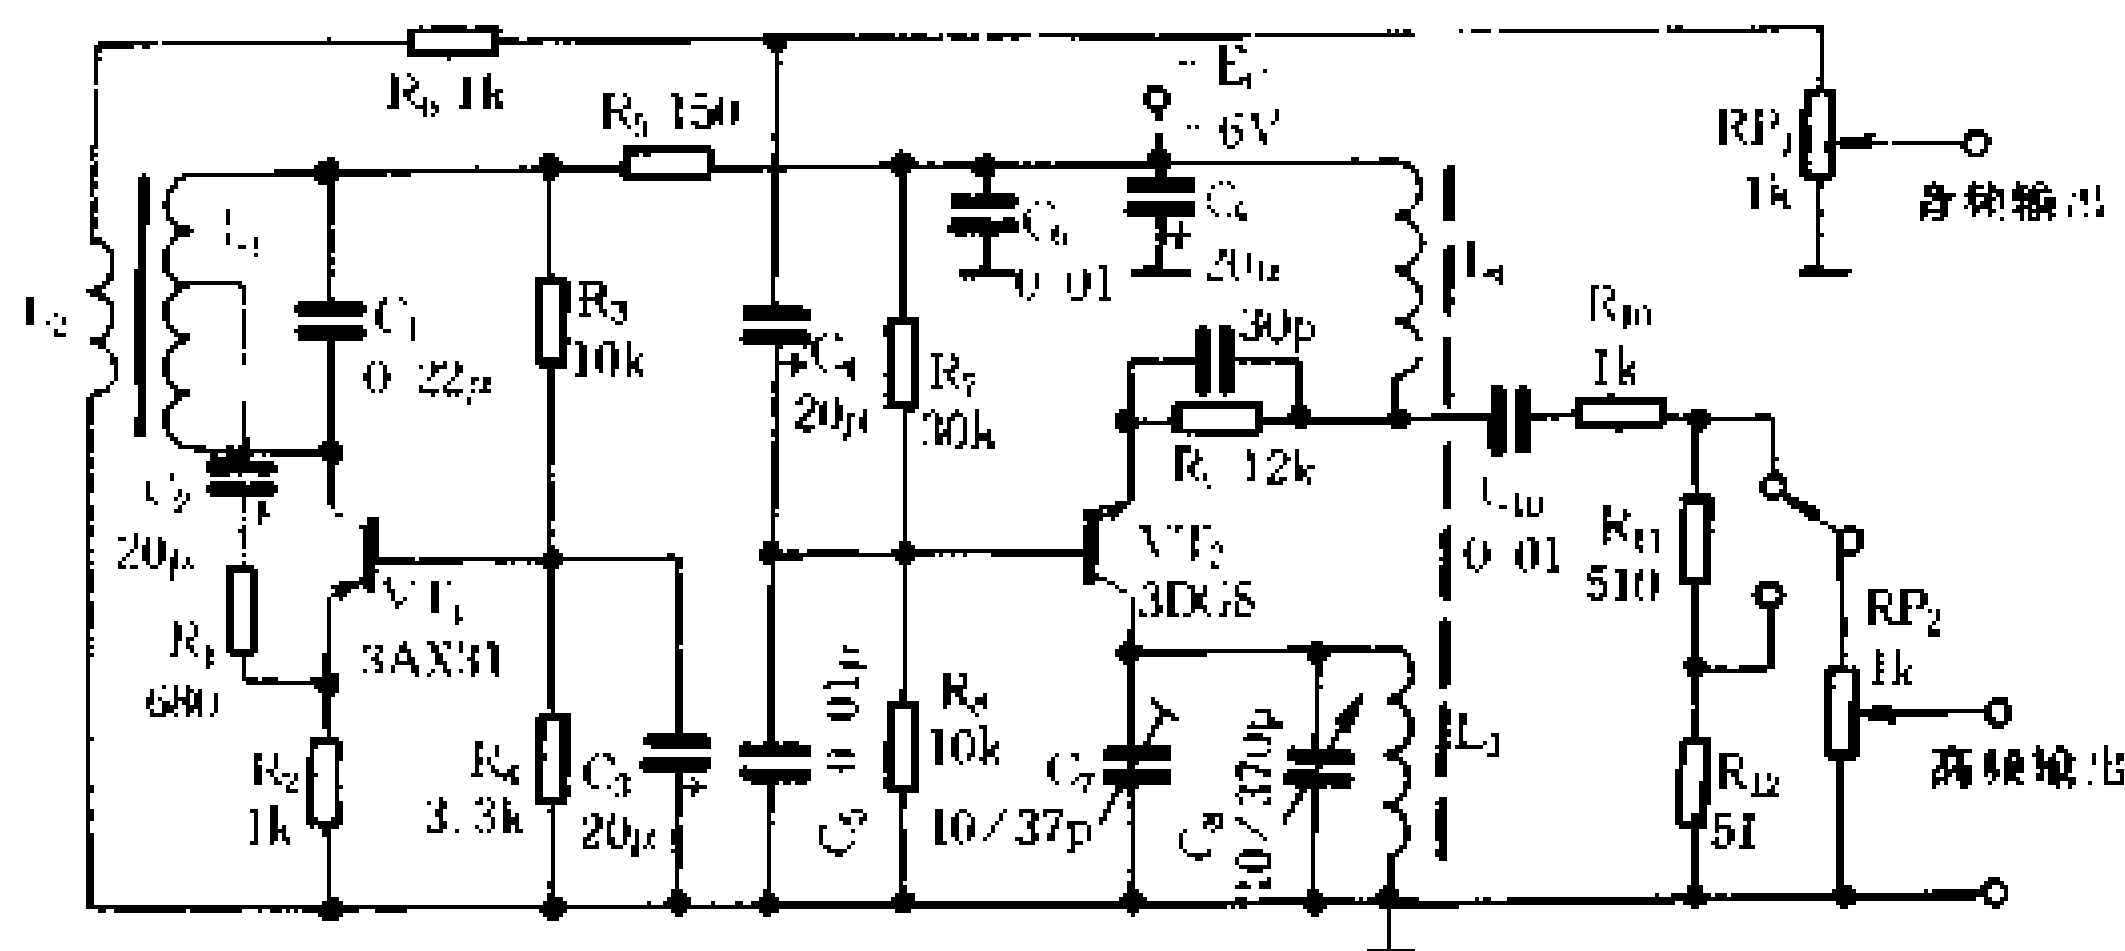 R₆ 1k
R₅ 150
6V
RP₁
1k
音频输出
L₁
L₂
C₁
0.22μ
R₃
10k
C₄
20μ
R₇
30k
0.01
20μ
30p
L₄
R₁₀
1k
12k
C₂
20μ
R₁
680
VT₁
3AX31
VT₂
3DG8
C₁₀
0.01
R₁₁
510
RP₂
1k
高频输出
R₂
1k
R₄
3.3k
C₃
20μ
C₅
0.01μ
R₈
10k
C₇
10/37p
C₈
10/370p
L₃
R₁₂
51